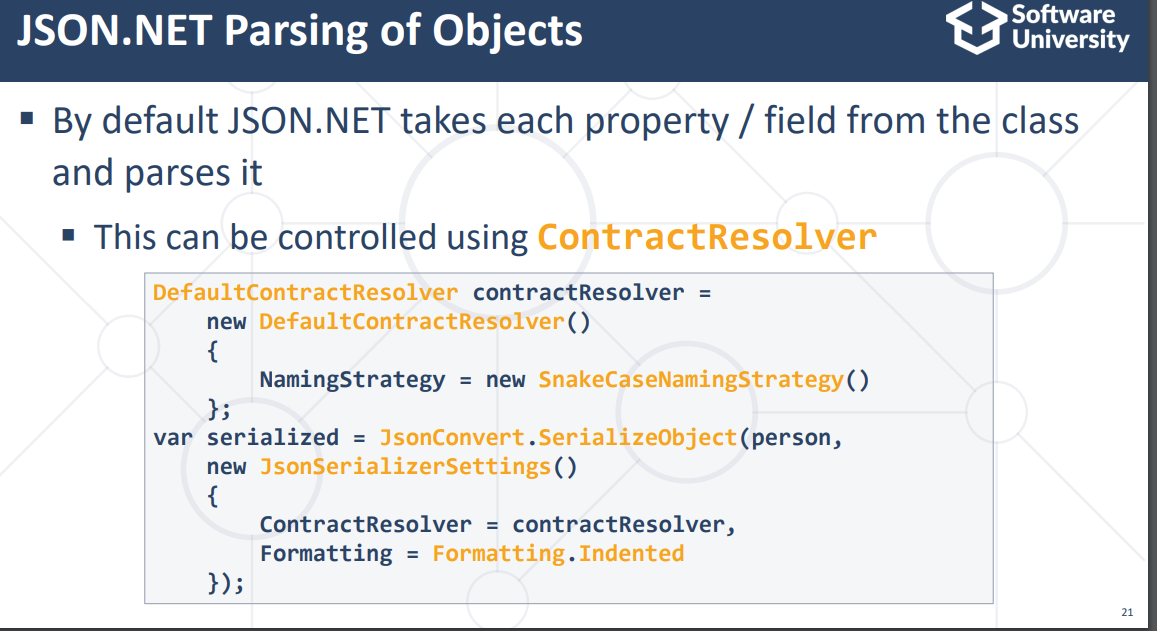 JSON.NET Parsing of Objects
Software
University
▪ By default JSON.NET takes each property / field from the class
and parses it
▪ This can be controlled using ContractResolver
DefaultContractResolver contractResolver =
    new DefaultContractResolver()
    {
        NamingStrategy = new SnakeCaseNamingStrategy()
    };
var serialized = JsonConvert.SerializeObject(person,
    new JsonSerializerSettings()
    {
        ContractResolver = contractResolver,
        Formatting = Formatting.Indented
    });
21